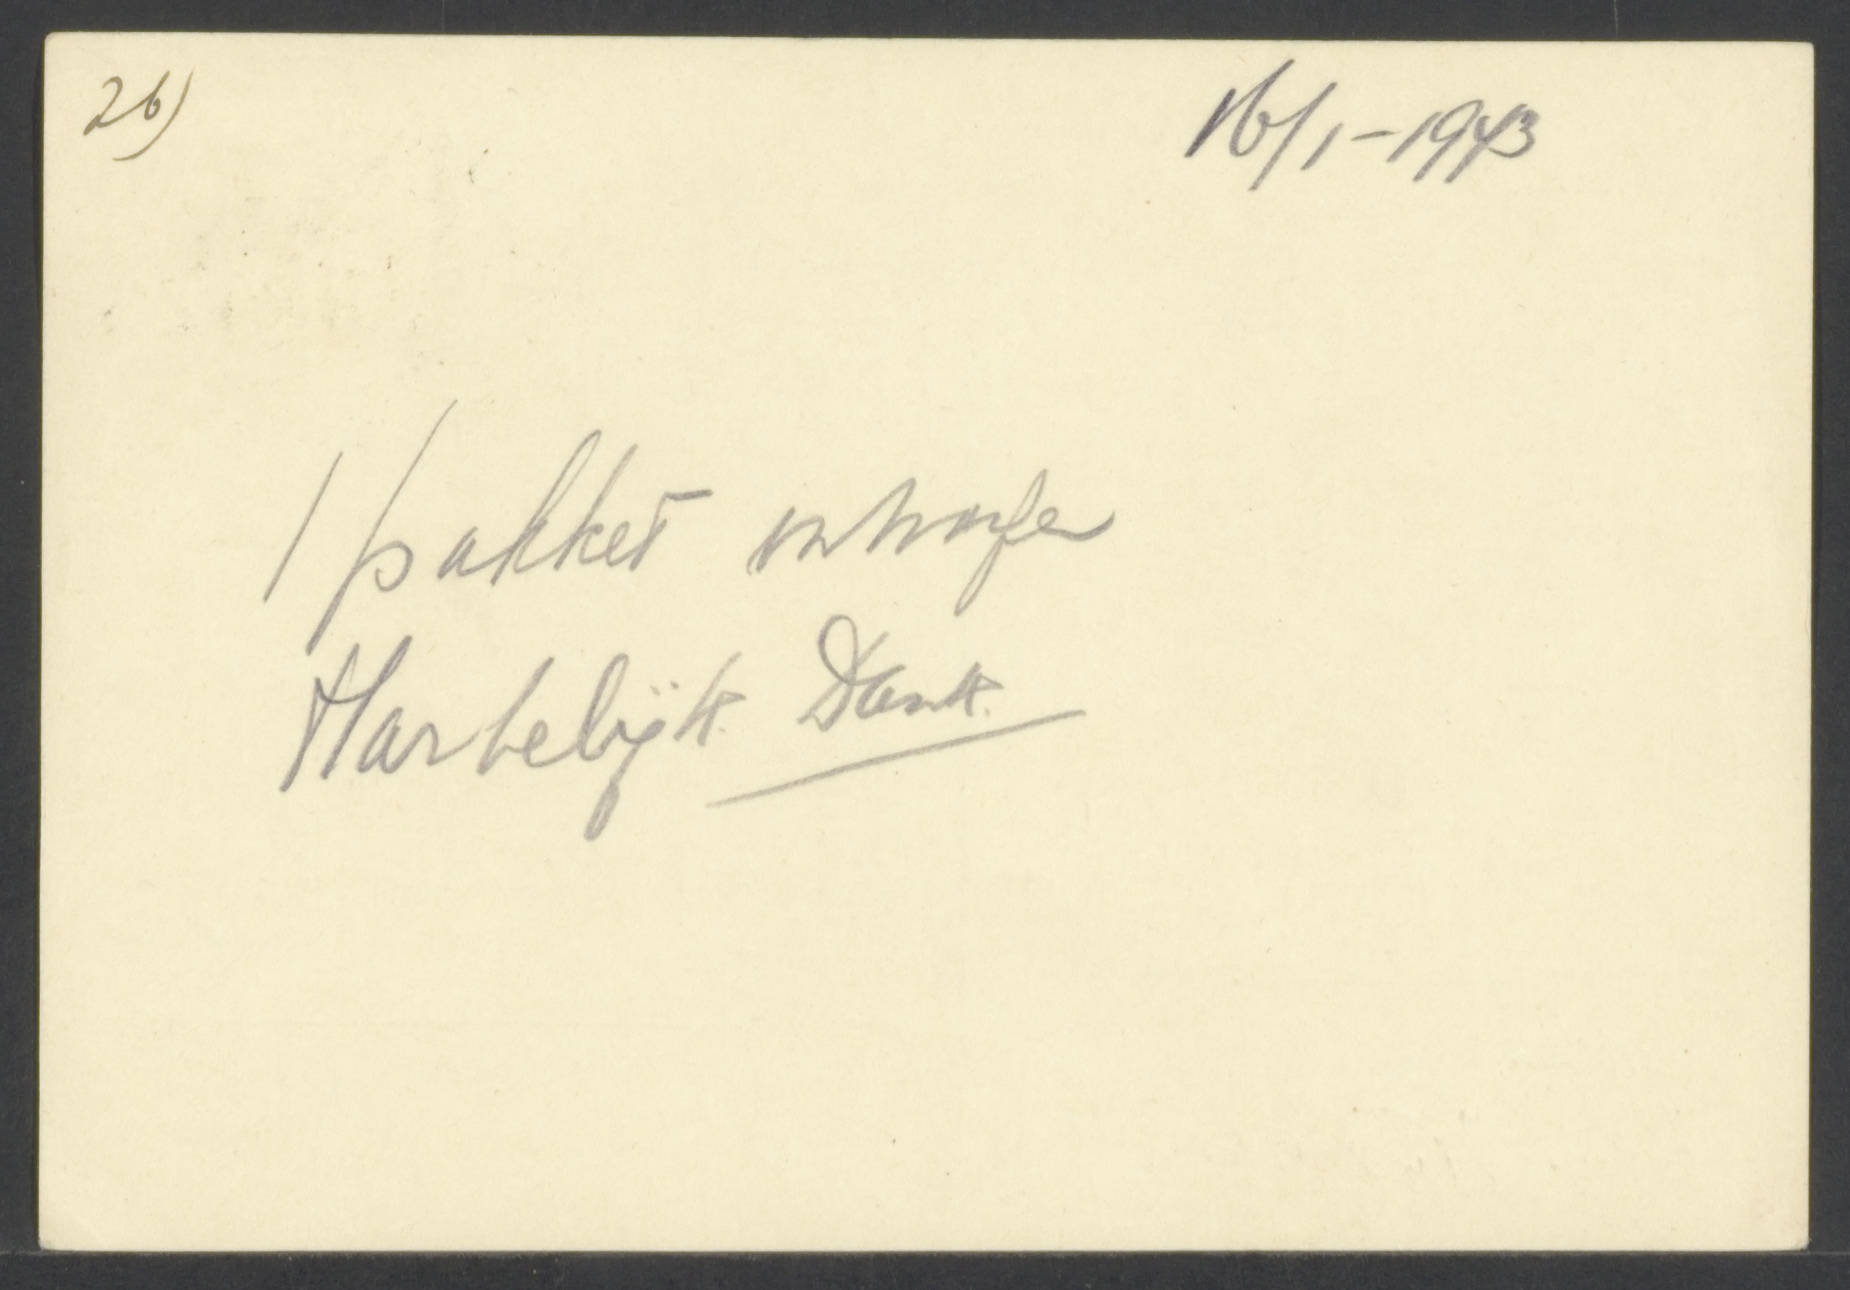 26)
16/1-1943
1 pakket ontvangen
Hartelijk Dank.